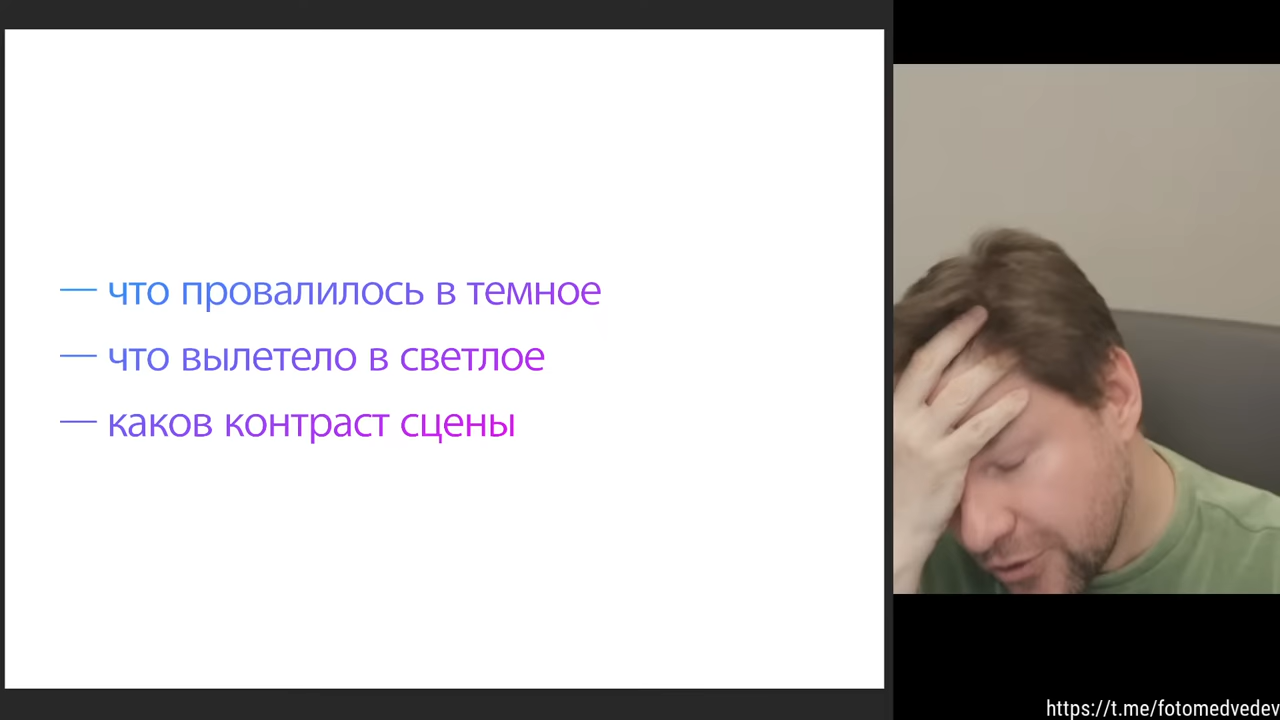 — что провалилось в темное
— что вылетело в светлое
— каков контраст сцены
https://t.me/fotomedvedev